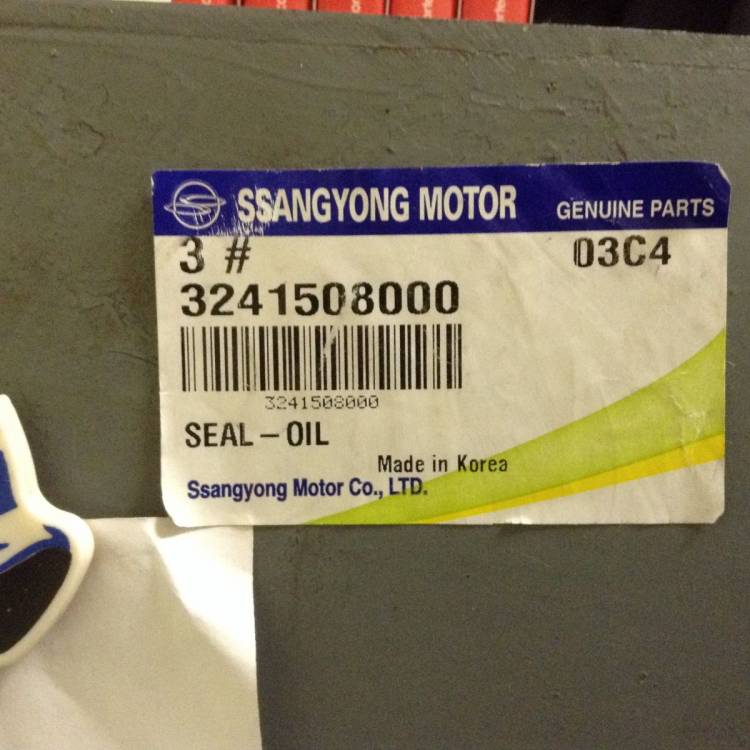 SSANGYONG MOTOR GENUINE PARTS
3 # 03C4
3241508000
3241508000
SEAL - OIL
Made in Korea
Ssangyong Motor Co., LTD.